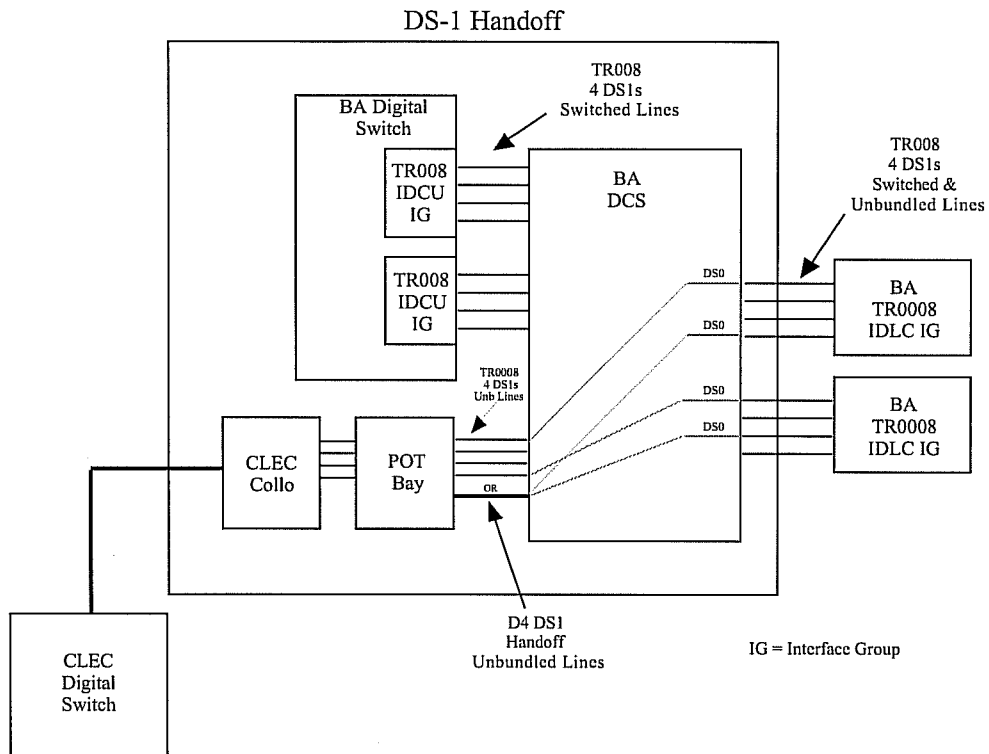 DS-1 Handoff
TR008
4 DS1s
Switched Lines
BA Digital
Switch
TR008
IDCU
IG
TR008
IDCU
IG
BA
DCS
TR008
4 DS1s
Switched &
Unbundled Lines
DS0
DS0
DS0
DS0
BA
TR0008
IDLC IG
BA
TR0008
IDLC IG
TR0008
4 DS1s
Unb Lines
CLEC
Collo
POT
Bay
OR
D4 DS1
Handoff
Unbundled Lines
IG = Interface Group
CLEC
Digital
Switch